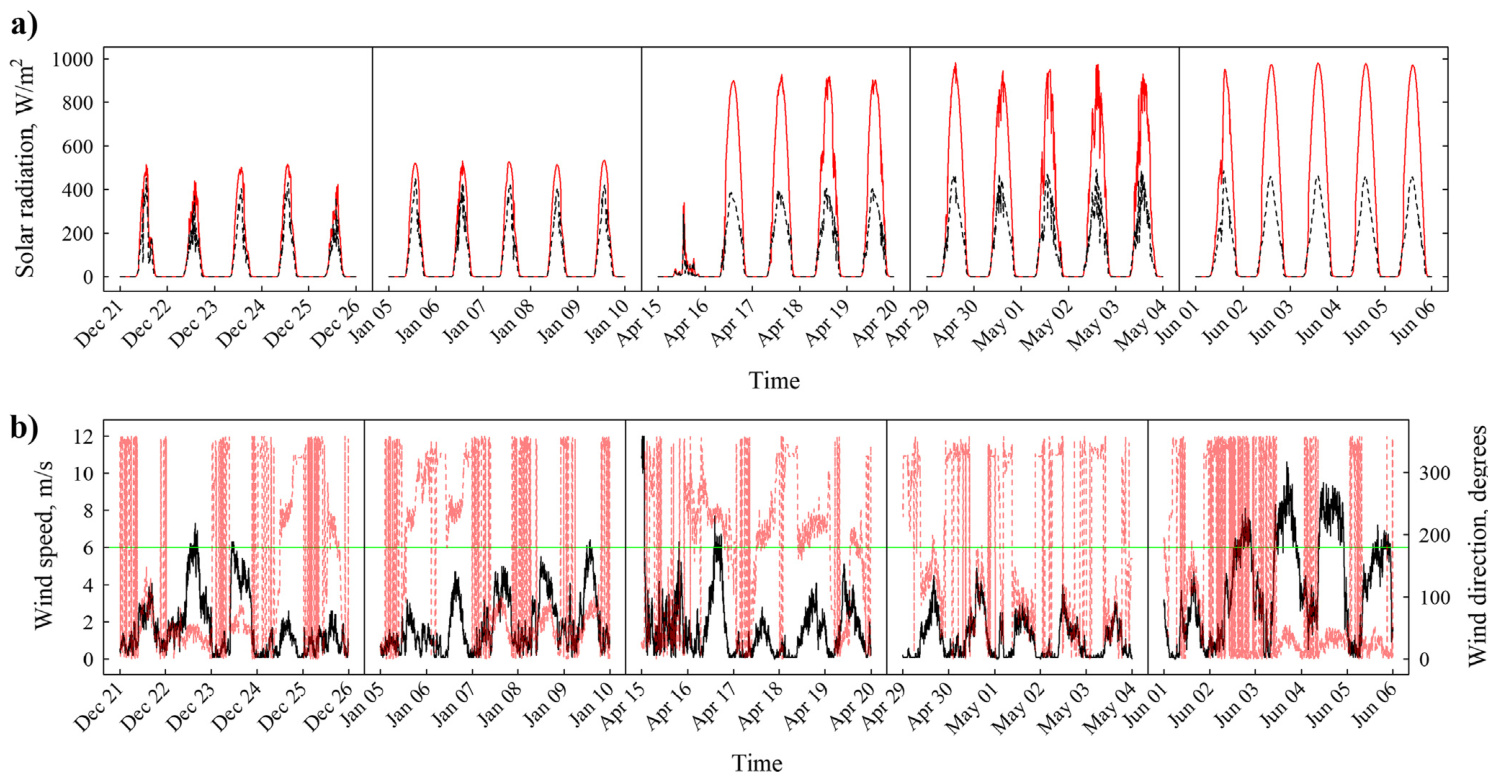 a)
Solar radiation, W/m²
1000
800
600
400
200
0
Dec 21
Dec 22
Dec 23
Dec 24
Dec 25
Dec 26
Jan 05
Jan 06
Jan 07
Jan 08
Jan 09
Jan 10
Apr 15
Apr 16
Apr 17
Apr 18
Apr 19
Apr 20
Apr 29
Apr 30
May 01
May 02
May 03
May 04
Jun 01
Jun 02
Jun 03
Jun 04
Jun 05
Jun 06
Time
b)
Wind speed, m/s
12
10
8
6
4
2
0
Wind direction, degrees
300
200
100
0
Dec 21
Dec 22
Dec 23
Dec 24
Dec 25
Dec 26
Jan 05
Jan 06
Jan 07
Jan 08
Jan 09
Jan 10
Apr 15
Apr 16
Apr 17
Apr 18
Apr 19
Apr 20
Apr 29
Apr 30
May 01
May 02
May 03
May 04
Jun 01
Jun 02
Jun 03
Jun 04
Jun 05
Jun 06
Time